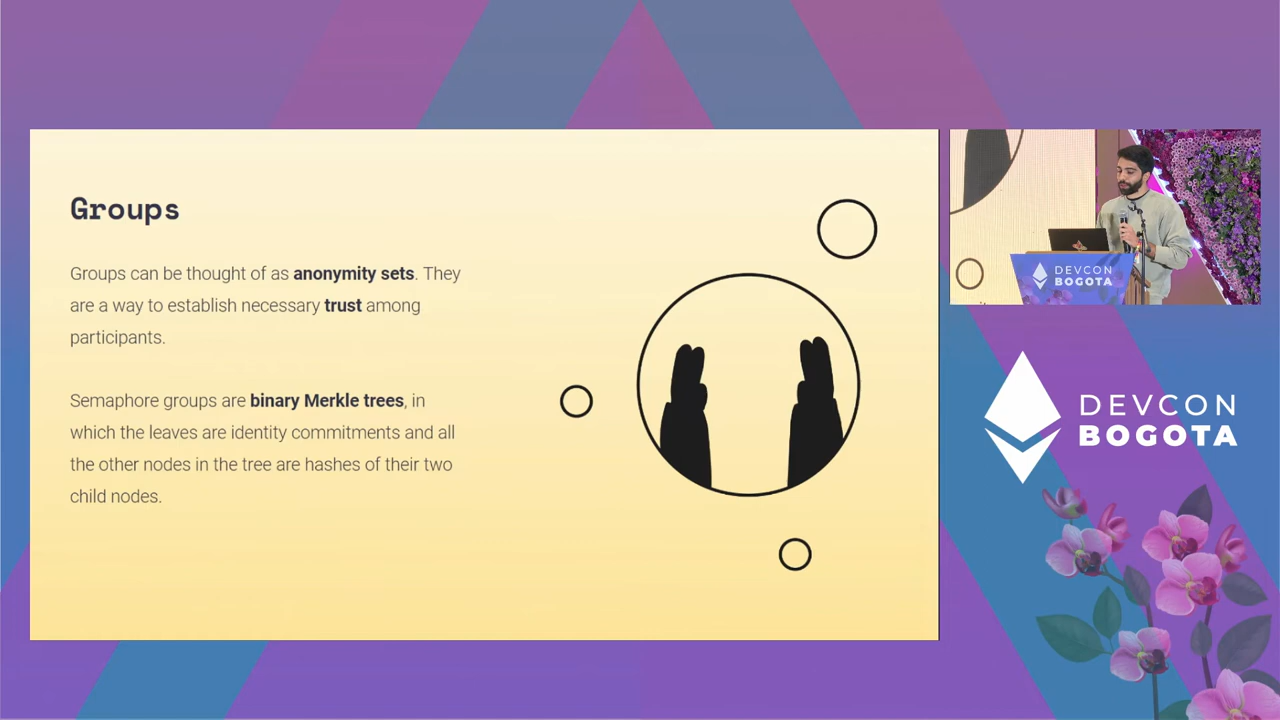 Groups
Groups can be thought of as anonymity sets. They
are a way to establish necessary trust among
participants.
Semaphore groups are binary Merkle trees, in
which the leaves are identity commitments and all
the other nodes in the tree are hashes of their two
child nodes.
DEVCON
BOGOTA
DEVCON
BOGOTA